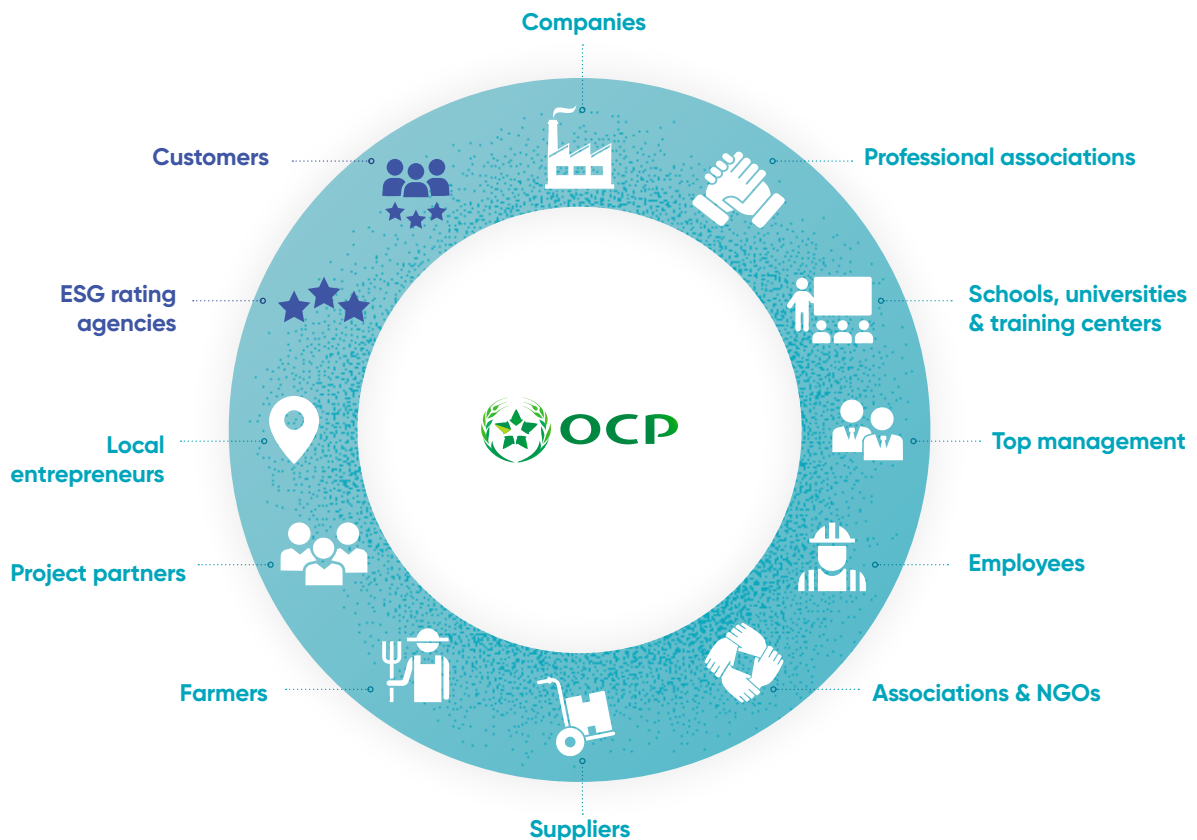 Companies
Customers
Professional associations
ESG rating
agencies
Schools, universities
& training centers
OCP
Local
entrepreneurs
Top management
Project partners
Employees
Farmers
Associations & NGOs
Suppliers